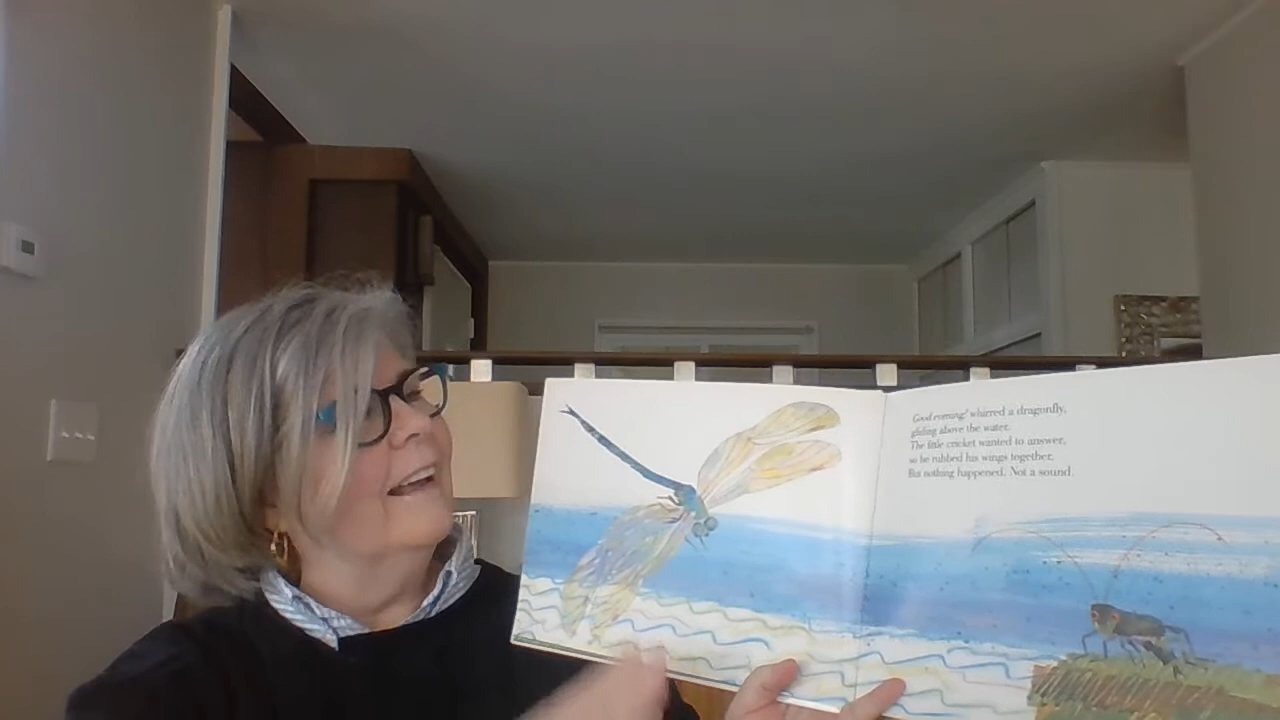 Good evening! whirred a dragonfly,
gliding above the water.
The little cricket wanted to answer,
so he rubbed his wings together.
But nothing happened. Not a sound.